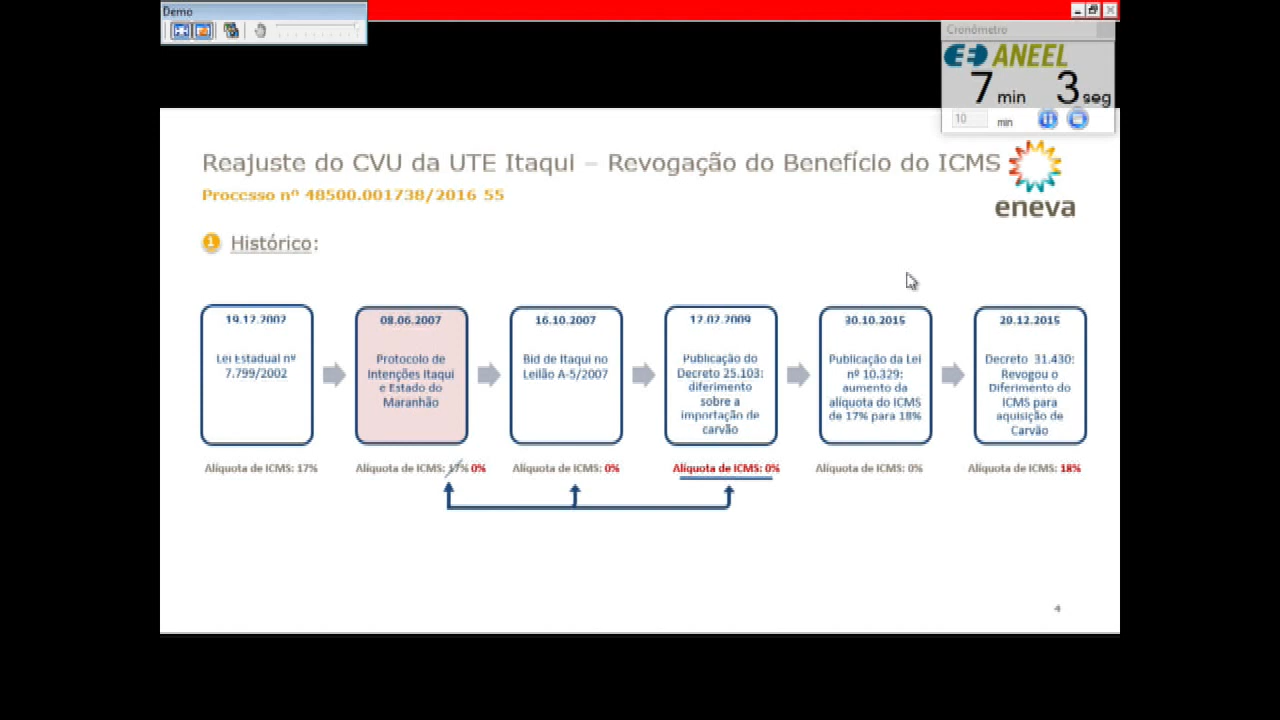 Demo
Cronômetro
ANEEL
7 min 3 seg
10 min
Reajuste do CVU da UTE Itaqui – Revogação do Benefício do ICMS
eneva
Processo nº 48500.001738/2016 55
1 Histórico:
19.12.2002
Lei Estadual nº
7.799/2002
08.06.2007
Protocolo de
Intenções Itaqui
e Estado do
Maranhão
16.10.2007
Bid de Itaqui no
Leilão A-5/2007
12.02.2009
Publicação do
Decreto 25.103:
diferimento
sobre a
importação de
carvão
30.10.2015
Publicação da Lei
nº 10.329:
aumento da
alíquota do ICMS
de 17% para 18%
20.12.2015
Decreto 31.430:
Revogou o
Diferimento do
ICMS para
aquisição de
Carvão
Alíquota de ICMS: 17%
Alíquota de ICMS: 17% 0%
Alíquota de ICMS: 0%
Alíquota de ICMS: 0%
Alíquota de ICMS: 0%
Alíquota de ICMS: 18%
4